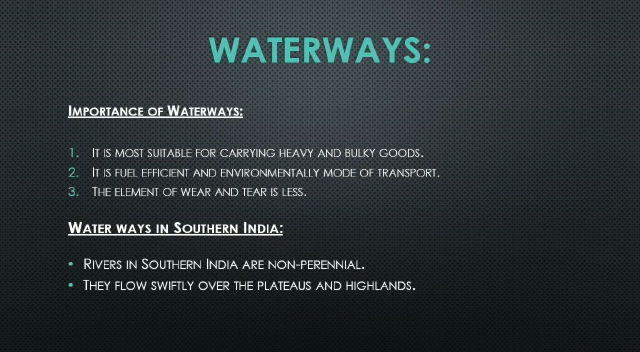 WATERWAYS:
IMPORTANCE OF WATERWAYS:
1. IT IS MOST SUITABLE FOR CARRYING HEAVY AND BULKY GOODS.
2. IT IS FUEL EFFICIENT AND ENVIRONMENTALLY MODE OF TRANSPORT.
3. THE ELEMENT OF WEAR AND TEAR IS LESS.
WATER WAYS IN SOUTHERN INDIA:
• RIVERS IN SOUTHERN INDIA ARE NON-PERENNIAL.
• THEY FLOW SWIFTLY OVER THE PLATEAUS AND HIGHLANDS.